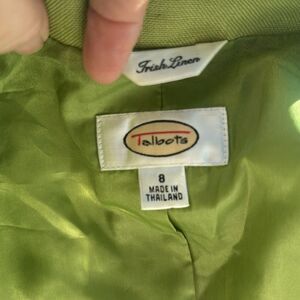 Irish Linen
Talbots
8
MADE IN
THAILAND